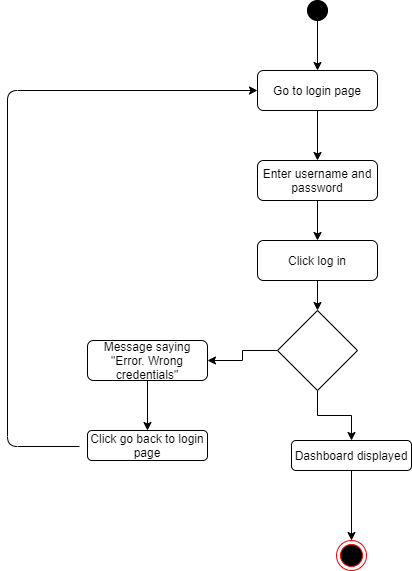 Go to login page
Enter username and
password
Click log in
Message saying
"Error. Wrong
credentials"
Click go back to login
page
Dashboard displayed